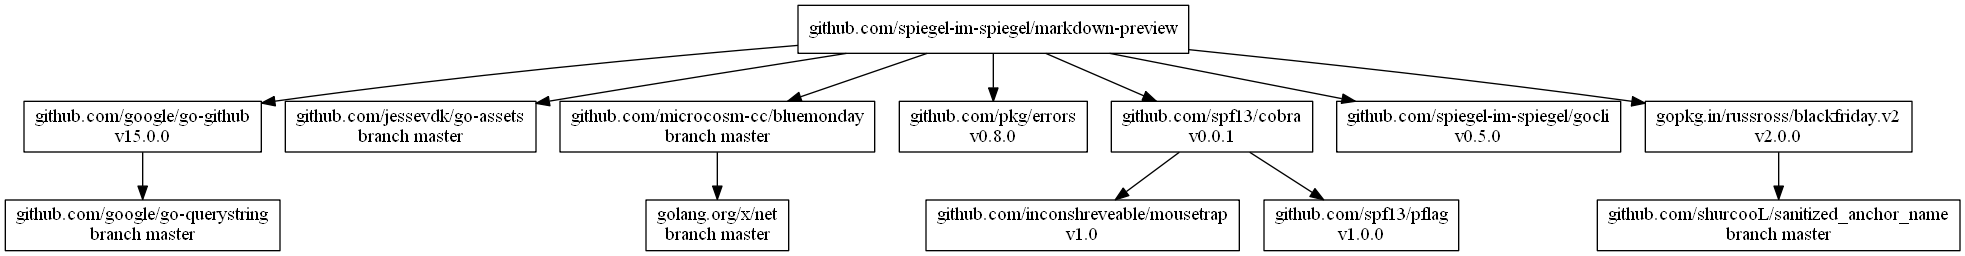 github.com/spiegel-im-spiegel/markdown-preview
github.com/google/go-github
v15.0.0
github.com/jessevdk/go-assets
branch master
github.com/microcosm-cc/bluemonday
branch master
github.com/pkg/errors
v0.8.0
github.com/spf13/cobra
v0.0.1
github.com/spiegel-im-spiegel/gocli
v0.5.0
gopkg.in/russross/blackfriday.v2
v2.0.0
github.com/google/go-querystring
branch master
golang.org/x/net
branch master
github.com/inconshreveable/mousetrap
v1.0
github.com/spf13/pflag
v1.0.0
github.com/shurcooL/sanitized_anchor_name
branch master